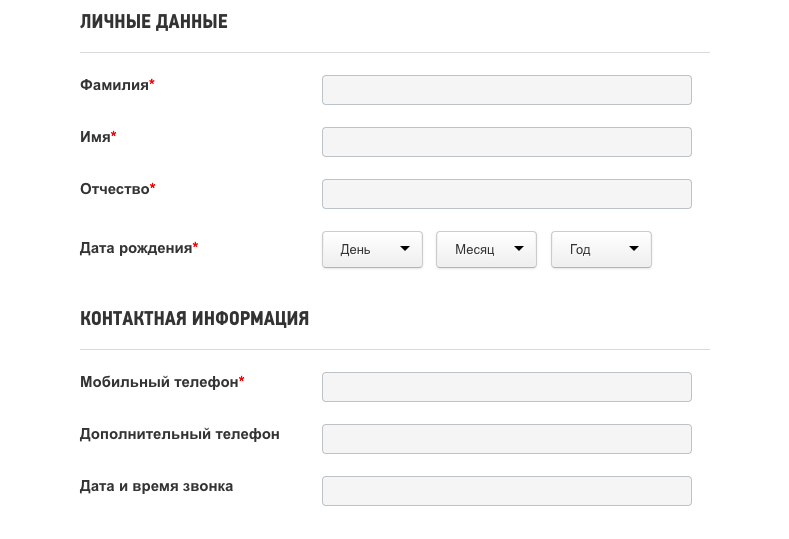 ЛИЧНЫЕ ДАННЫЕ
Фамилия*
Имя*
Отчество*
Дата рождения* День Месяц Год
КОНТАКТНАЯ ИНФОРМАЦИЯ
Мобильный телефон*
Дополнительный телефон
Дата и время звонка